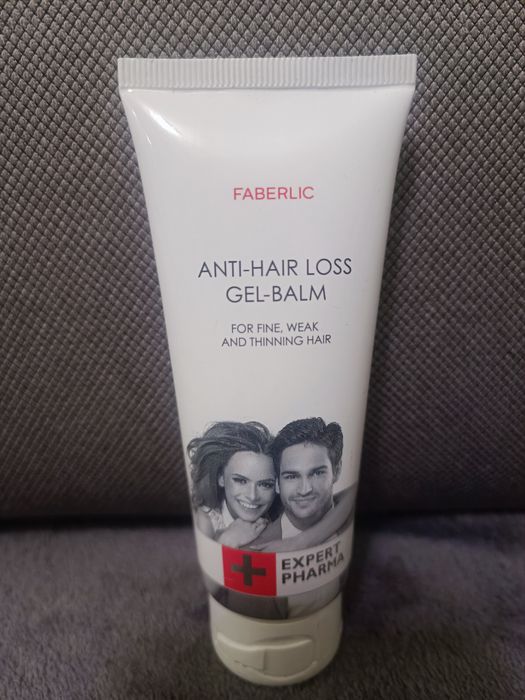 FABERLIC
ANTI-HAIR LOSS
GEL-BALM
FOR FINE, WEAK
AND THINNING HAIR
EXPERT
PHARMA